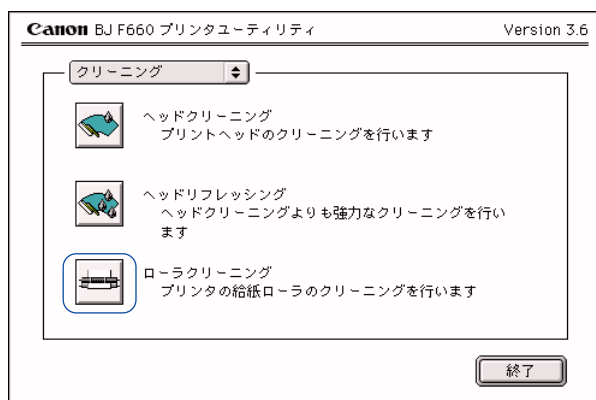 Canon BJ F660 プリンタユーティリティ Version 3.6
クリーニング
ヘッドクリーニング
プリントヘッドのクリーニングを行います
ヘッドリフレッシング
ヘッドクリーニングよりも強力なクリーニングを行い
ます
ローラクリーニング
プリンタの給紙ローラのクリーニングを行います
終了